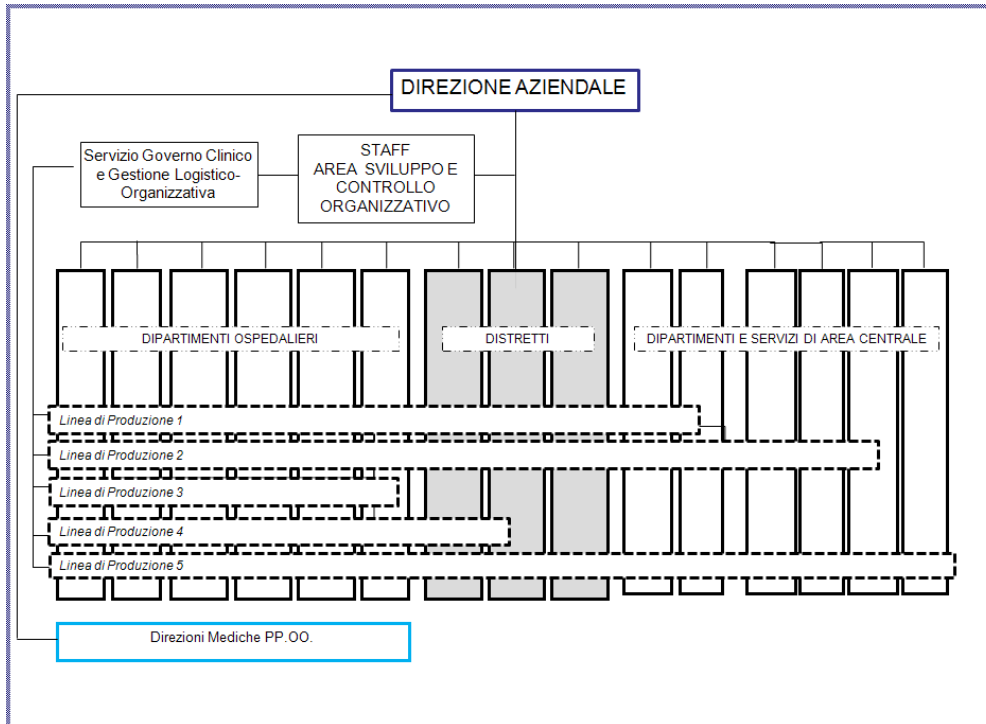 DIREZIONE AZIENDALE
Servizio Governo Clinico
e Gestione Logistico-
Organizzativa
STAFF
AREA SVILUPPO E
CONTROLLO
ORGANIZZATIVO
DIPARTIMENTI OSPEDALIERI
DISTRETTI
DIPARTIMENTI E SERVIZI DI AREA CENTRALE
Linea di Produzione 1
Linea di Produzione 2
Linea di Produzione 3
Linea di Produzione 4
Linea di Produzione 5
Direzioni Mediche PP.OO.